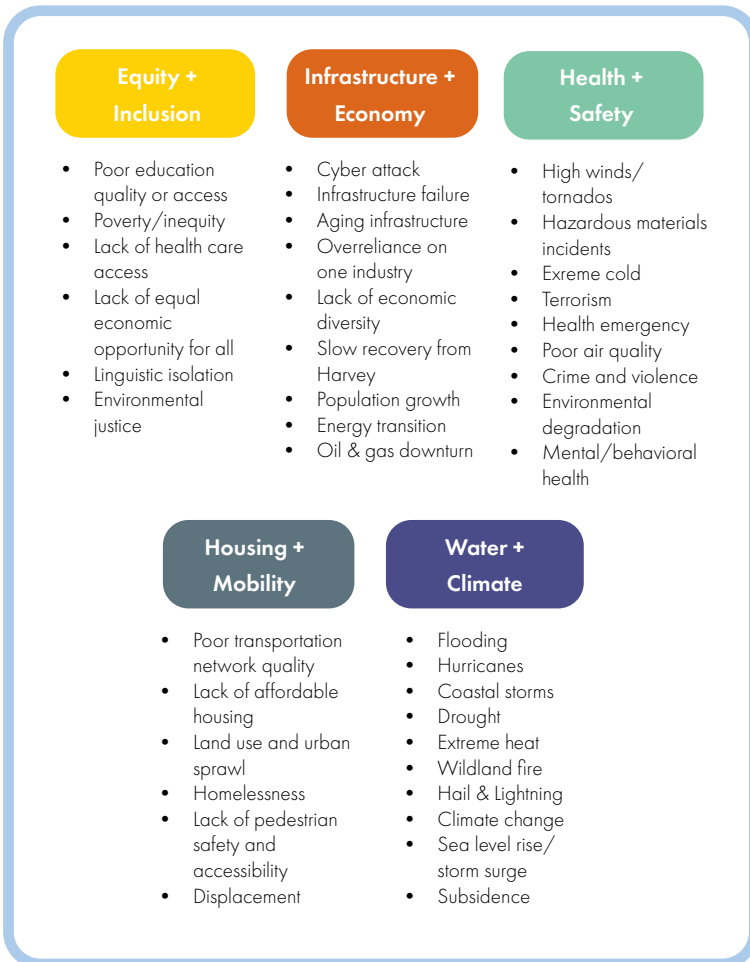 Equity +
Inclusion
• Poor education
quality or access
• Poverty/inequity
• Lack of health care
access
• Lack of equal
economic
opportunity for all
• Linguistic isolation
• Environmental
justice
Infrastructure +
Economy
• Cyber attack
• Infrastructure failure
• Aging infrastructure
• Overreliance on
one industry
• Lack of economic
diversity
• Slow recovery from
Harvey
• Population growth
• Energy transition
• Oil & gas downturn
Health +
Safety
• High winds/
tornados
• Hazardous materials
incidents
• Exreme cold
• Terrorism
• Health emergency
• Poor air quality
• Crime and violence
• Environmental
degradation
• Mental/behavioral
health
Housing +
Mobility
• Poor transportation
network quality
• Lack of affordable
housing
• Land use and urban
sprawl
• Homelessness
• Lack of pedestrian
safety and
accessibility
• Displacement
Water +
Climate
• Flooding
• Hurricanes
• Coastal storms
• Drought
• Extreme heat
• Wildland fire
• Hail & Lightning
• Climate change
• Sea level rise/
storm surge
• Subsidence